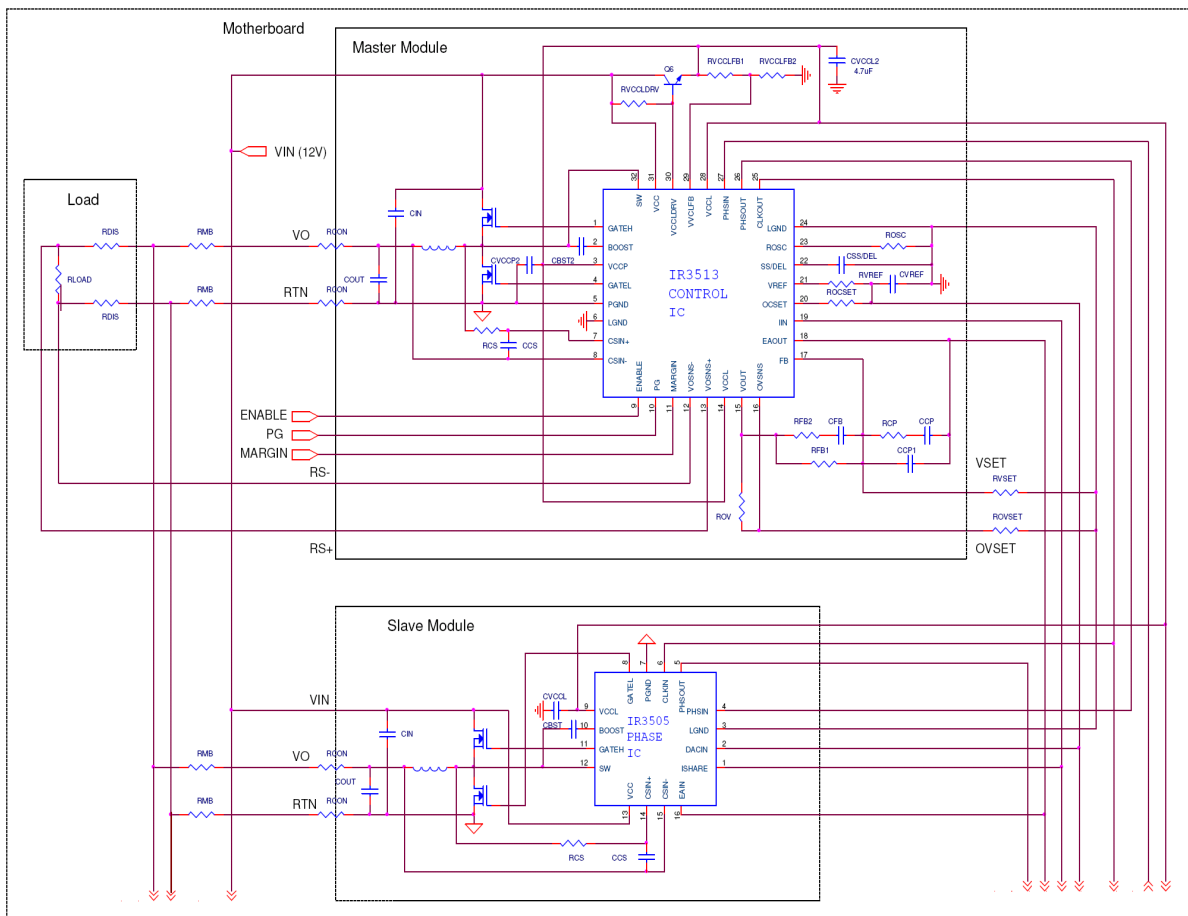 Motherboard
Master Module
Q6
RVCCLFB1
RVCCLFB2
CVCCL2
4.7uF
RVCCLDRV
VIN (12V)
Load
RDIS
RMB
VO
RCON
CIN
COUT
CVCCP2
CBST2
RLOAD
RDIS
RMB
RTN
RCON
RCS
CCS
32
31
30
29
28
27
26
25
SW
VCC
VCCLDRV
VVCLFB
VCCL
PHSIN
PHSOUT
CLKOUT
1
GATEH
2
BOOST
3
VCCP
4
GATEL
5
PGND
6
LGND
7
CSIN+
8
CSIN-
IR3513
CONTROL
IC
LGND
24
ROSC
23
SS/DEL
22
VREF
21
OCSET
20
IIN
19
EAOUT
18
FB
17
ROSC
CSS/DEL
RVREF
CVREF
ROCSET
ENABLE
PG
MARGIN
VOSNS-
VOSNS+
VCCL
VOUT
OVSNS
9
10
11
12
13
14
15
16
ENABLE
PG
MARGIN
RS-
RS+
RFB2
CFB
RCP
CCP
RFB1
CCP1
ROV
VSET
RVSET
ROVSET
OVSET
Slave Module
8
7
6
5
GATEL
PGND
CLKIN
PHSOUT
VIN
CVCCL
CBST
CIN
9
VCCL
10
BOOST
11
GATEH
12
SW
IR3505
PHASE
IC
PHSIN
4
LGND
3
DACIN
2
ISHARE
1
VCC
CSIN+
CSIN-
EAIN
13
14
15
16
RMB
VO
RCON
COUT
RMB
RTN
RCON
RCS
CCS